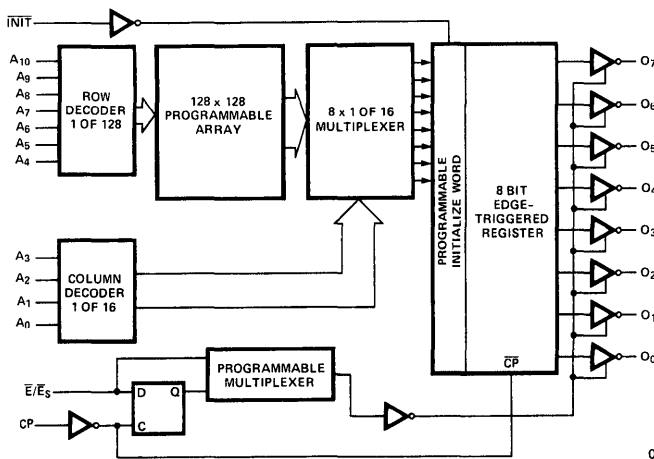 INIT
A10
A9
A8
A7
A6
A5
A4
ROW
DECODER
1 OF 128
128 x 128
PROGRAMMABLE
ARRAY
8 x 1 OF 16
MULTIPLEXER
PROGRAMMABLE
INITIALIZE WORD
8 BIT
EDGE-
TRIGGERED
REGISTER
CP
O7
O6
O5
O4
O3
O2
O1
O0
A3
A2
A1
A0
COLUMN
DECODER
1 OF 16
PROGRAMMABLE
MULTIPLEXER
E/ES
D Q
C
CP
0